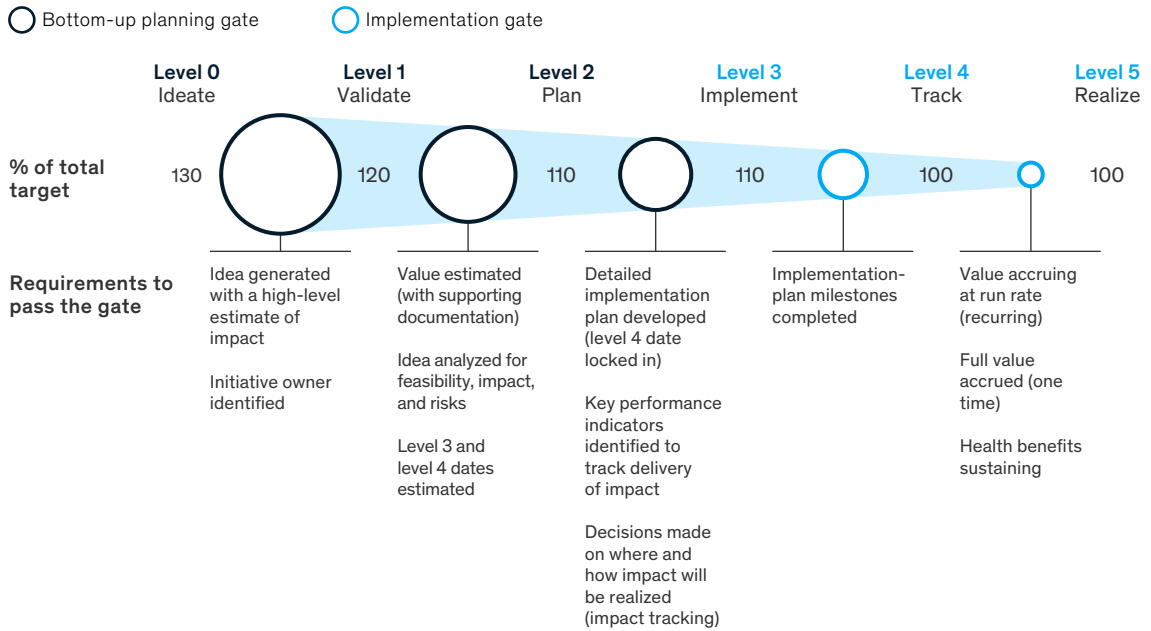 Bottom-up planning gate
Implementation gate
Level 0
Ideate
Level 1
Validate
Level 2
Plan
Level 3
Implement
Level 4
Track
Level 5
Realize
% of total
target
130
120
110
110
100
100
Requirements to
pass the gate
Idea generated
with a high-level
estimate of
impact
Initiative owner
identified
Value estimated
(with supporting
documentation)
Idea analyzed for
feasibility, impact,
and risks
Level 3 and
level 4 dates
estimated
Detailed
implementation
plan developed
(level 4 date
locked in)
Key performance
indicators
identified to
track delivery
of impact
Decisions made
on where and
how impact will
be realized
(impact tracking)
Implementation-
plan milestones
completed
Value accruing
at run rate
(recurring)
Full value
accrued (one
time)
Health benefits
sustaining